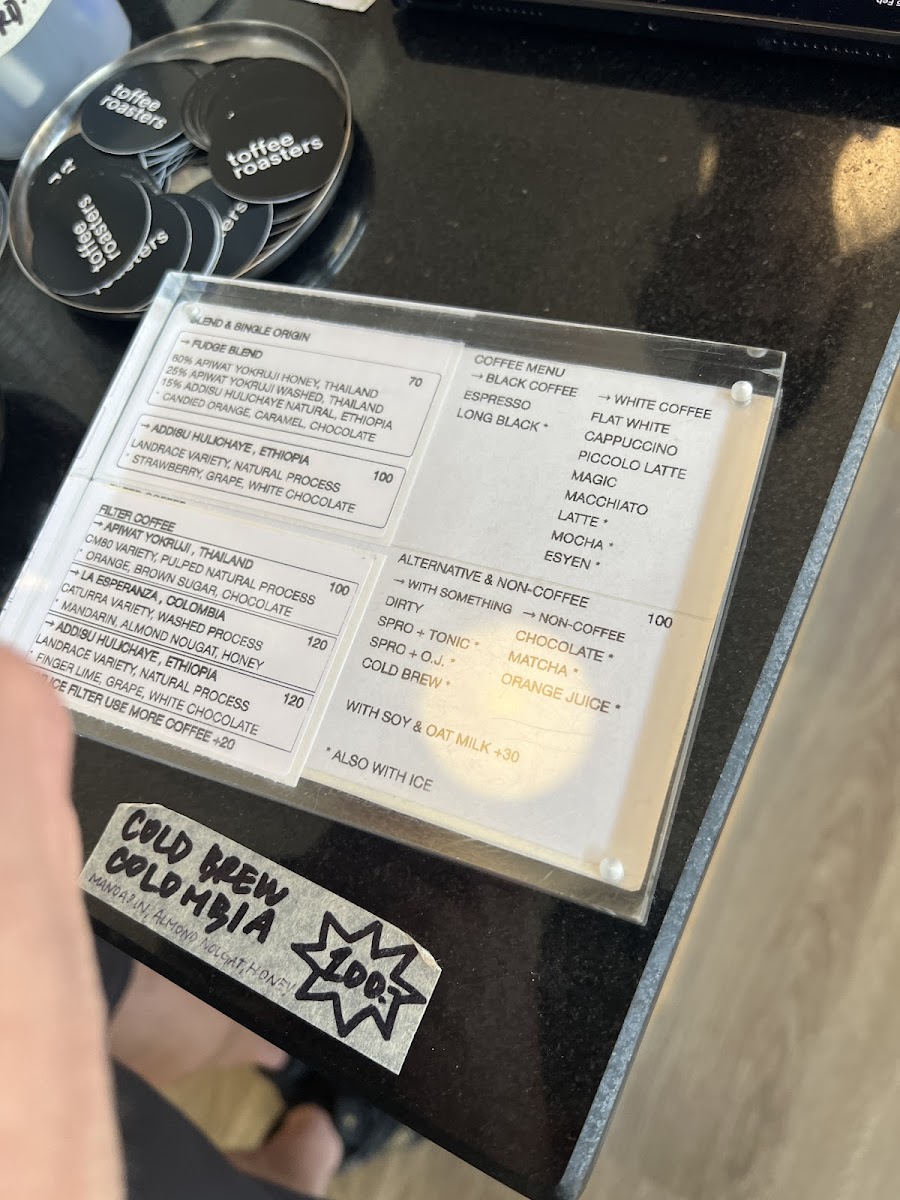 toffee
roasters
toffee
roasters
toffee
roasters
BLEND & SINGLE ORIGIN
→ FUDGE BLEND
60% APIWAT YOKRUJI HONEY, THAILAND 70
25% APIWAT YOKRUJI WASHED, THAILAND
15% ADDISU HULICHAYE NATURAL, ETHIOPIA
* CANDIED ORANGE, CARAMEL, CHOCOLATE
→ ADDISU HULICHAYE, ETHIOPIA
LANDRACE VARIETY, NATURAL PROCESS 100
* STRAWBERRY, GRAPE, WHITE CHOCOLATE
FILTER COFFEE
→ APIWAT YOKRUJI, THAILAND
CM80 VARIETY, PULPED NATURAL PROCESS 100
* ORANGE, BROWN SUGAR, CHOCOLATE
→ LA ESPERANZA, COLOMBIA
CATURRA VARIETY, WASHED PROCESS 120
* MANDARIN, ALMOND NOUGAT, HONEY
→ ADDISU HULICHAYE, ETHIOPIA
LANDRACE VARIETY, NATURAL PROCESS 120
* FINGER LIME, GRAPE, WHITE CHOCOLATE
FILTER USE MORE COFFEE +20
COFFEE MENU
→ BLACK COFFEE
ESPRESSO
LONG BLACK *
→ WHITE COFFEE
FLAT WHITE
CAPPUCCINO
PICCOLO LATTE
MAGIC
MACCHIATO
LATTE *
MOCHA *
ESYEN *
ALTERNATIVE & NON-COFFEE
→ WITH SOMETHING
DIRTY
SPRO + TONIC *
SPRO + O.J. *
COLD BREW *
→ NON-COFFEE 100
CHOCOLATE *
MATCHA *
ORANGE JUICE *
WITH SOY & OAT MILK +30
* ALSO WITH ICE
COLD BREW
COLOMBIA
MANDARIN, ALMOND NOUGAT, HONEY
100.-